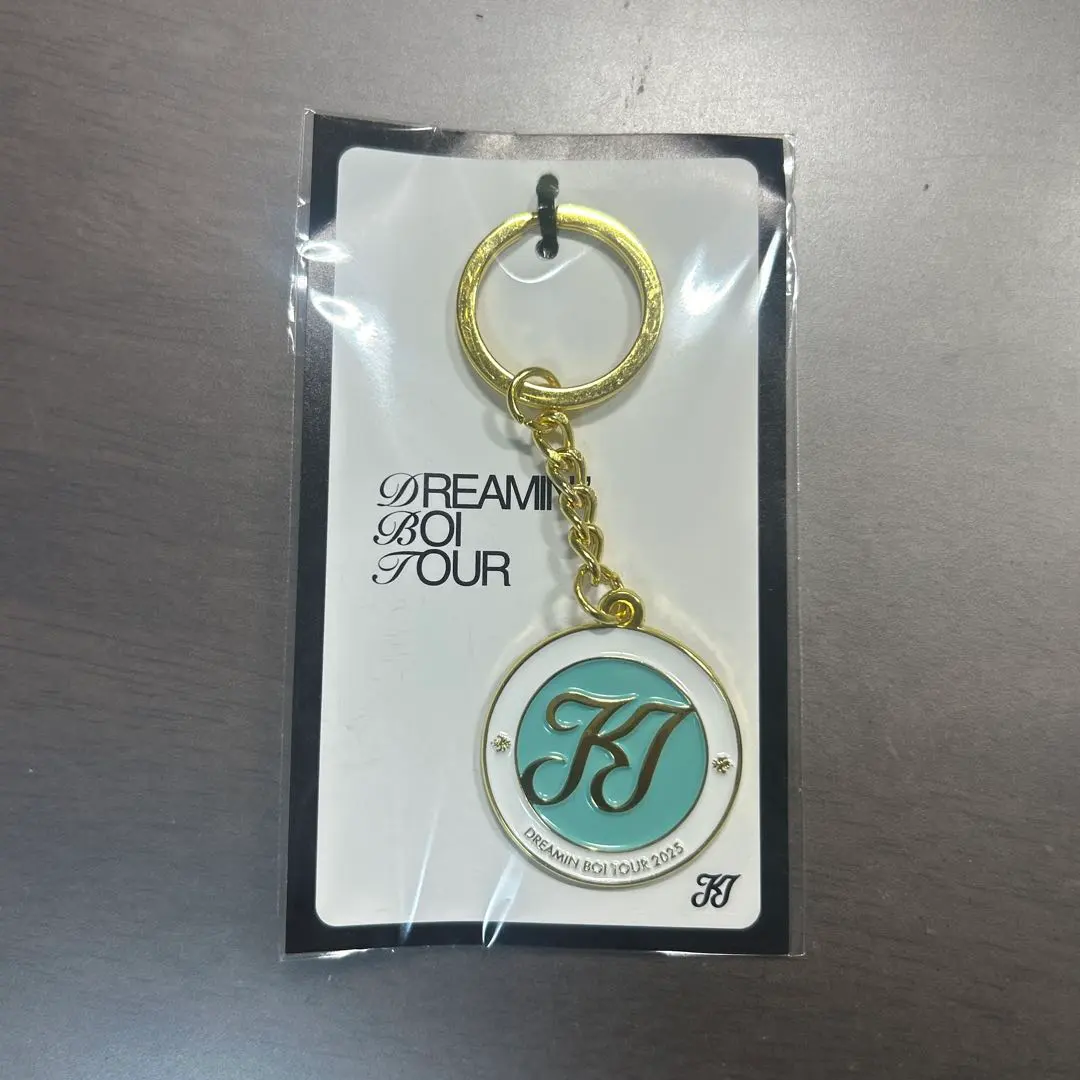 DREAMIN'
BOI
TOUR
KJ
DREAMIN BOI TOUR 2025
KJ